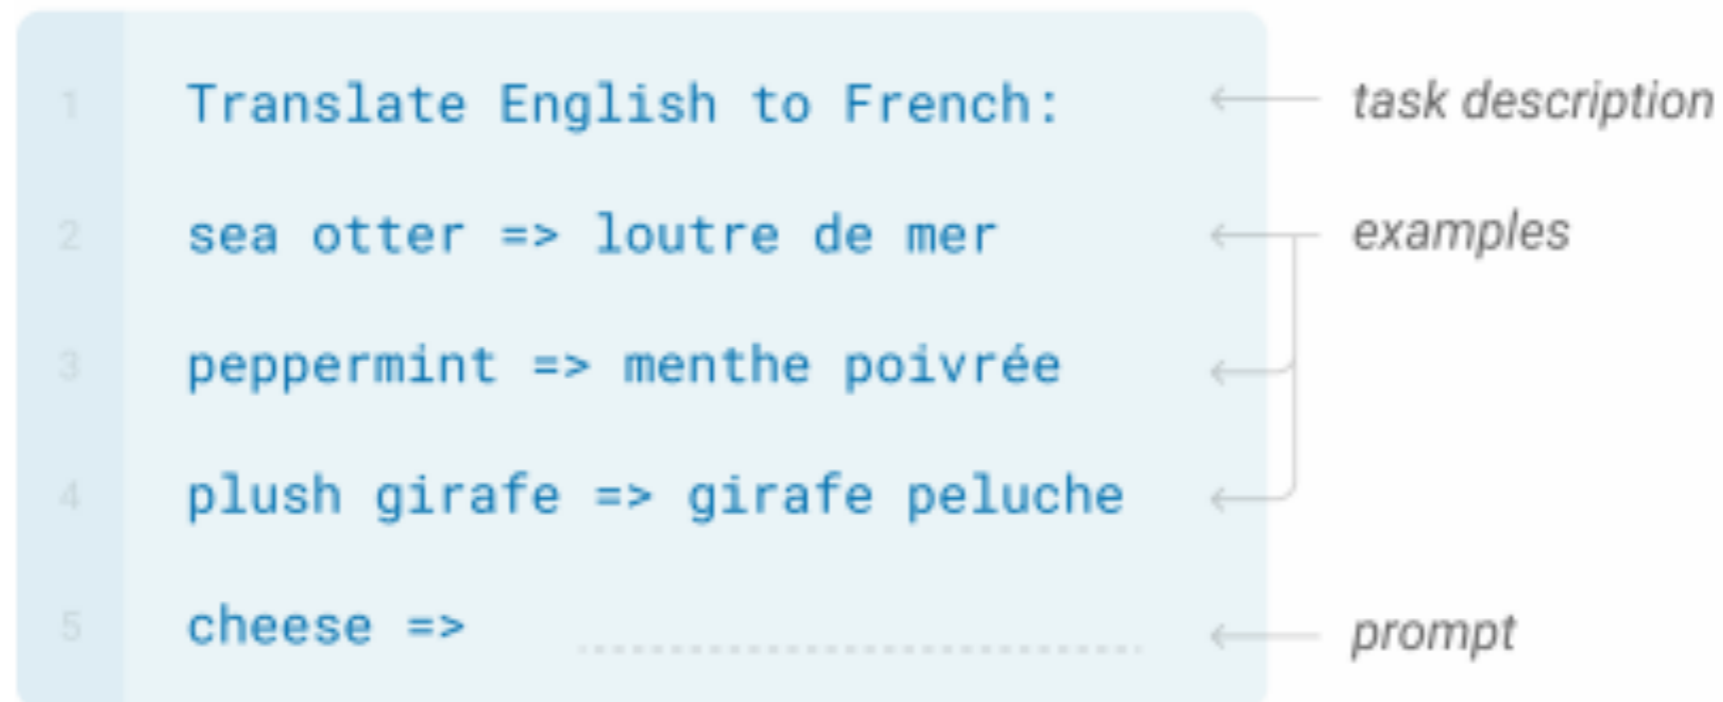 1 Translate English to French: task description
2 sea otter => loutre de mer examples
3 peppermint => menthe poivrée
4 plush girafe => girafe peluche
5 cheese => prompt